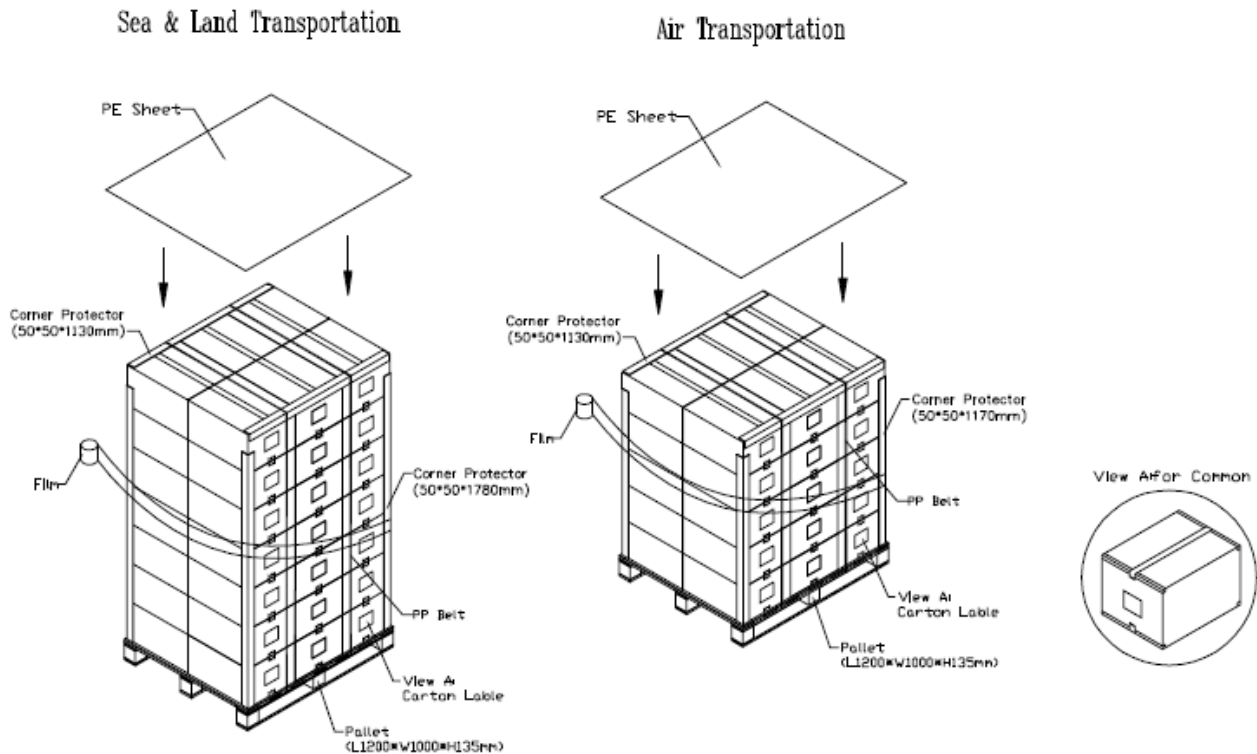 Sea & Land Transportation
PE Sheet
Corner Protector
(50*50*1130mm)
Film
Corner Protector
(50*50*1780mm)
PP Belt
View A:
Carton Lable
Pallet
(L1200*W1000*H135mm)
Air Transportation
PE Sheet
Corner Protector
(50*50*1130mm)
Film
Corner Protector
(50*50*1170mm)
PP Belt
View A:
Carton Lable
Pallet
(L1200*W1000*H135mm)
View A:for Common